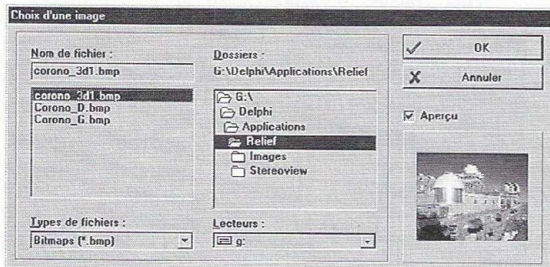 Choix d'une image
Nom de fichier :
corono_3d1.bmp
corono_3d1.bmp
Corono_D.bmp
Corono_G.bmp
Types de fichiers :
Bitmaps (*.bmp)
Dossiers :
G:\Delphi\Applications\Relief
G:\
Delphi
Applications
Relief
Images
Stereoview
Lecteurs :
g:
OK
Annuler
Aperçu